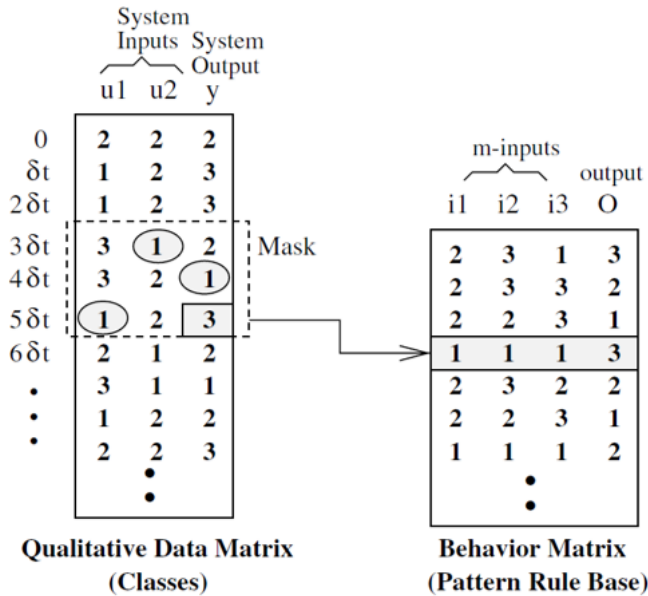 System
Inputs
System
Output
u1 u2 y
0 2 2 2
δt 1 2 3
2δt 1 2 3
3δt 3 1 2
4δt 3 2 1
5δt 1 2 3
6δt 2 1 2
3 1 1
1 2 2
2 2 3
Mask
Qualitative Data Matrix
(Classes)
m-inputs
output
i1 i2 i3 O
2 3 1 3
2 3 3 2
2 2 3 1
1 1 1 3
2 3 2 2
2 2 3 1
1 1 1 2
Behavior Matrix
(Pattern Rule Base)